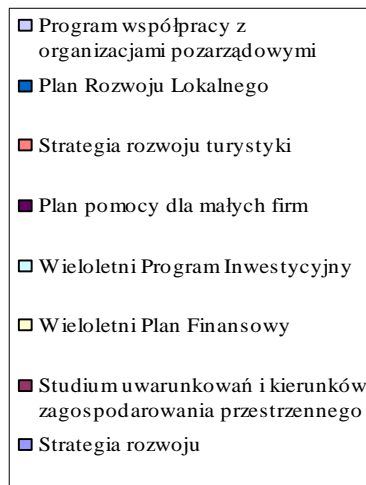 Program współpracy z
organizacjami pozarządowymi
Plan Rozwoju Lokalnego
Strategia rozwoju turystyki
Plan pomocy dla małych firm
Wieloletni Program Inwestycyjny
Wieloletni Plan Finansowy
Studium uwarunkowań i kierunków
zagospodarowania przestrzennego
Strategia rozwoju